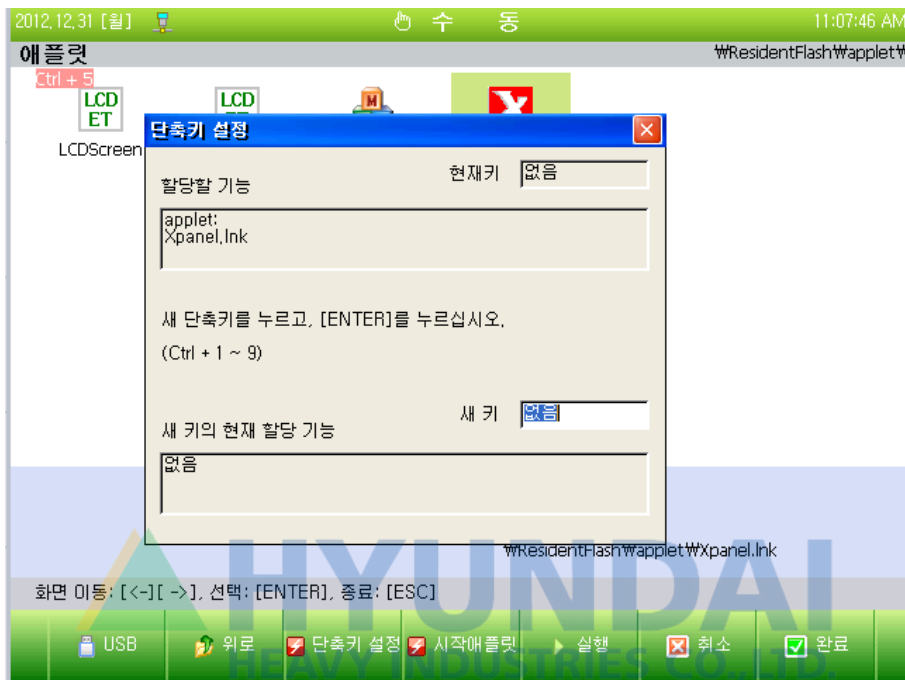 2012.12.31 [월] 수 동 11:07:46 AM
애플릿 ₩ResidentFlash₩applet₩
Ctrl + 5
LCD
ET
LCD
M
X
LCDScreen
단축키 설정
할당할 기능
현재키 없음
applet:
Xpanel.lnk
새 단축키를 누르고, [ENTER]를 누르십시오.
(Ctrl + 1 ~ 9)
새 키 없음
새 키의 현재 할당 기능
없음
₩ResidentFlash₩applet₩Xpanel.lnk
화면 이동: [<-][ ->], 선택: [ENTER], 종료: [ESC]
USB 위로 단축키 설정 시작애플릿 실행 취소 완료
HYUNDAI
HEAVY INDUSTRIES CO., LTD.